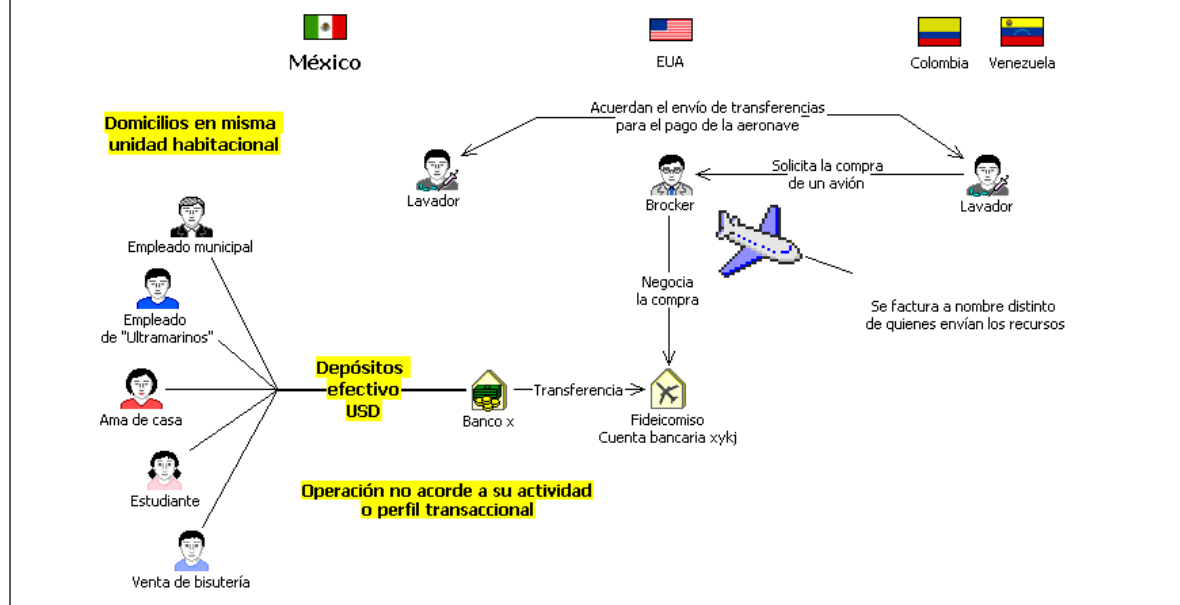 México
EUA
Colombia
Venezuela
Acuerdan el envío de transferencias
para el pago de la aeronave
Domicilios en misma
unidad habitacional
Solicita la compra
de un avión
Lavador
Brocker
Lavador
Empleado municipal
Negocia
la compra
Se factura a nombre distinto
de quienes envían los recursos
Empleado
de "Ultramarinos"
Depósitos
efectivo
USD
Transferencia
Ama de casa
Banco x
Fideicomiso
Cuenta bancaria xykj
Estudiante
Operación no acorde a su actividad
o perfil transaccional
Venta de bisutería